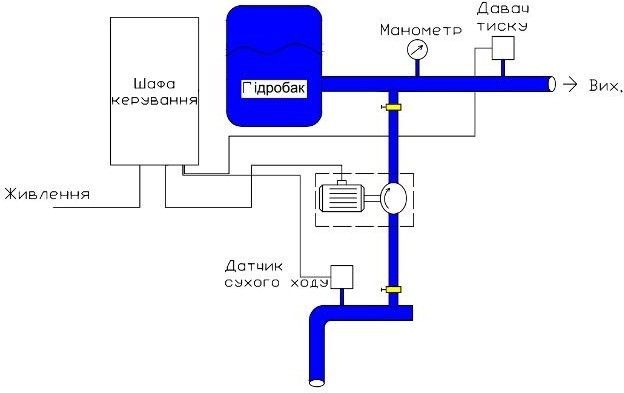 Давач
тиску
Манометр
Гідробак
Шафа
керування
Вих.
Живлення
Датчик
сухого ходу